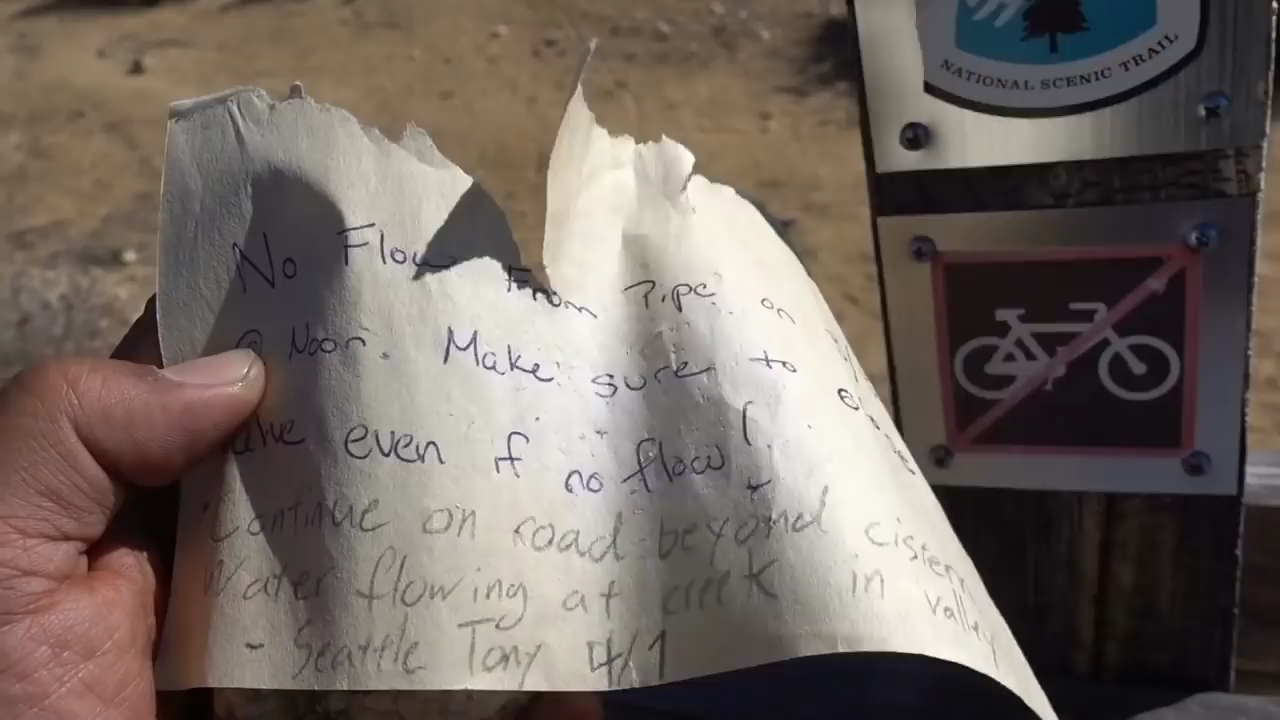 NATIONAL SCENIC TRAIL
No Flow From Pipe on
@ Noon. Make sure to
even if no flow!
Continue on road beyond cistern
Water flowing at creek in valley
- Seattle Tony 4/1